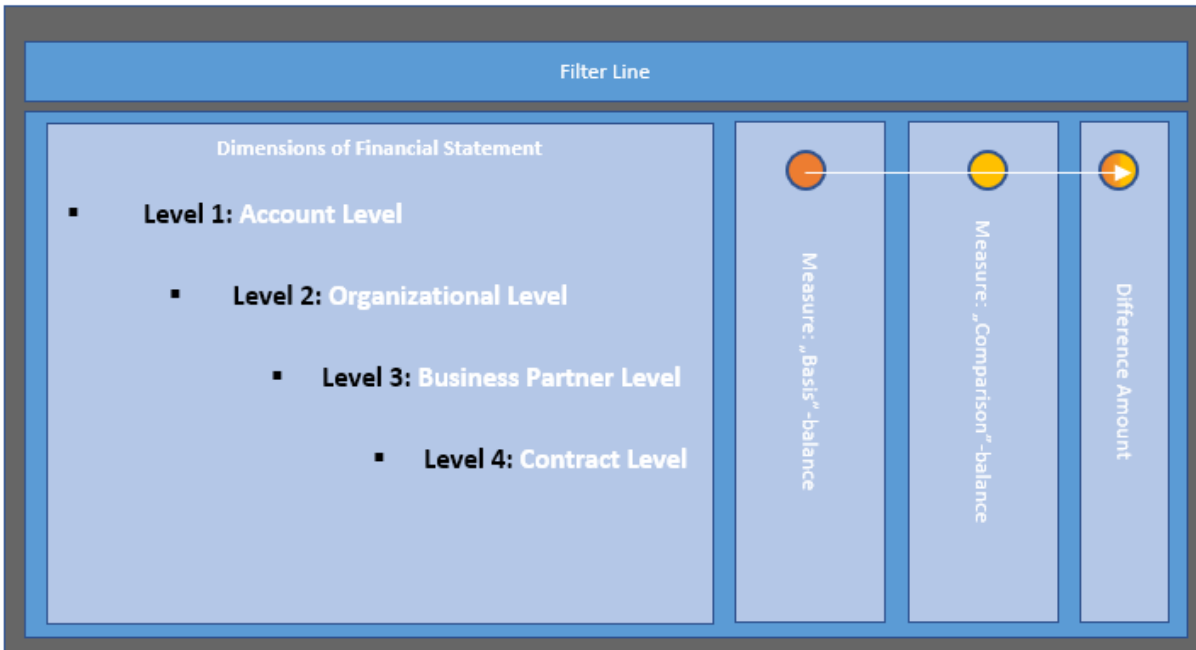 Filter Line
Dimensions of Financial Statement
▪ Level 1: Account Level
▪ Level 2: Organizational Level
▪ Level 3: Business Partner Level
▪ Level 4: Contract Level
Measure: „Basis“-balance
Measure: „Comparison“-balance
Difference Amount